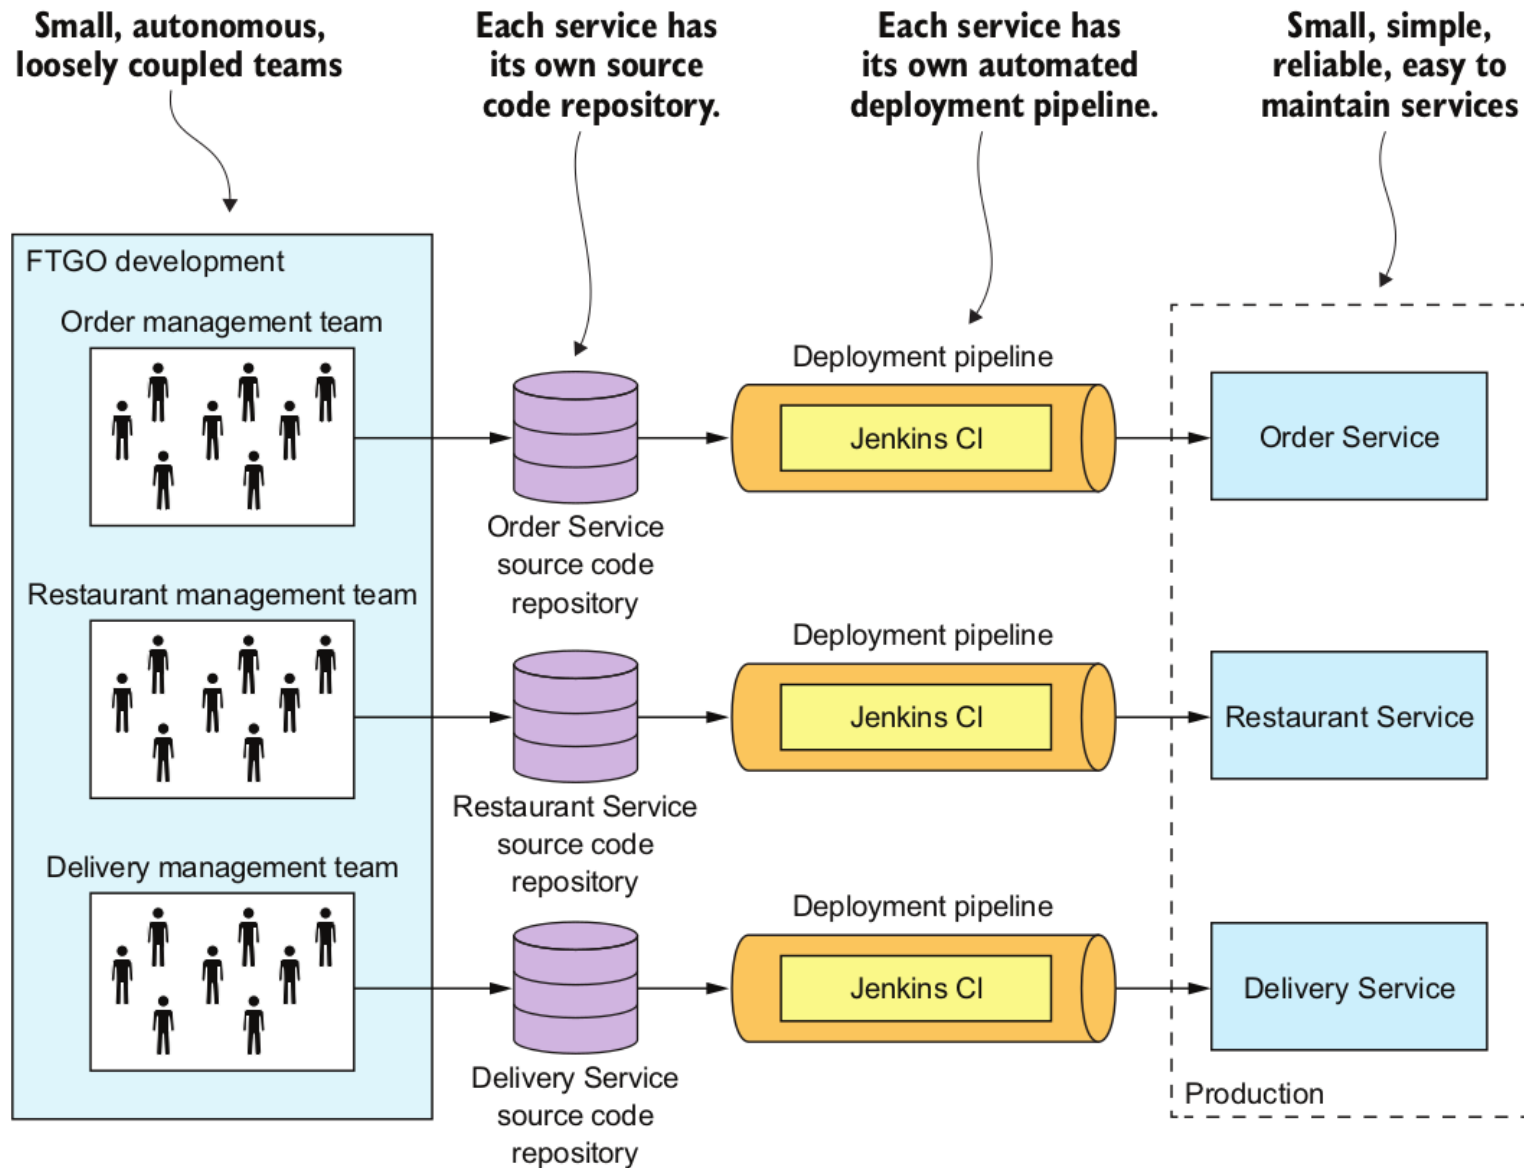 Small, autonomous,
loosely coupled teams
Each service has
its own source
code repository.
Each service has
its own automated
deployment pipeline.
Small, simple,
reliable, easy to
maintain services
FTGO development
Order management team
Order Service
source code
repository
Deployment pipeline
Jenkins CI
Order Service
Restaurant management team
Restaurant Service
source code
repository
Deployment pipeline
Jenkins CI
Restaurant Service
Delivery management team
Delivery Service
source code
repository
Deployment pipeline
Jenkins CI
Delivery Service
Production